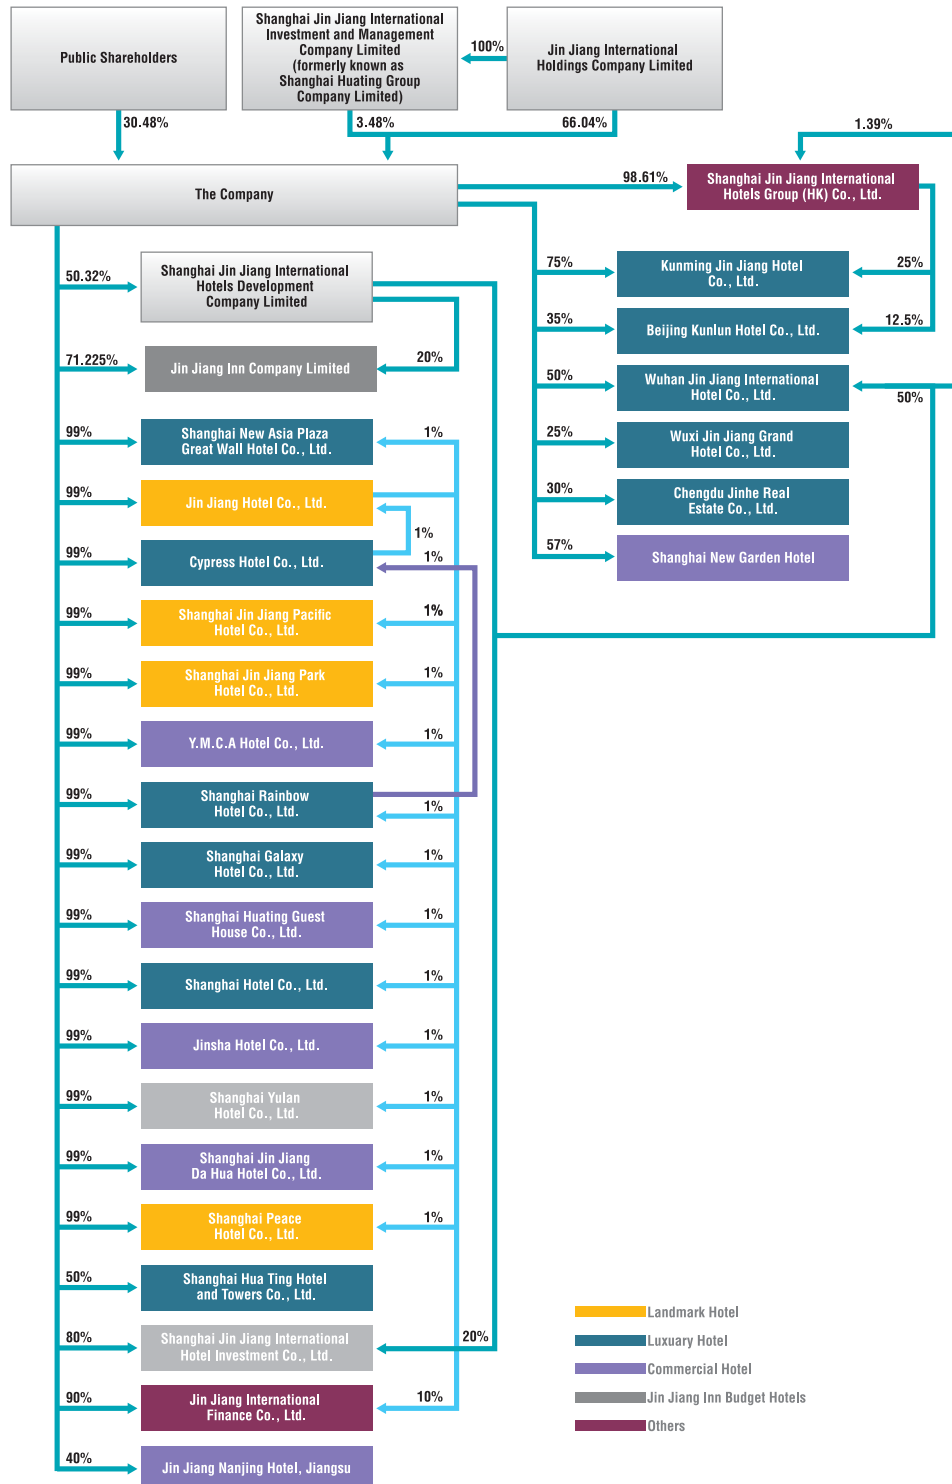 Public Shareholders
Shanghai Jin Jiang International
Investment and Management
Company Limited
(formerly known as
Shanghai Huating Group
Company Limited)
100%
Jin Jiang International
Holdings Company Limited
30.48%
3.48%
66.04%
1.39%
The Company
98.61%
Shanghai Jin Jiang International
Hotels Group (HK) Co., Ltd.
50.32%
Shanghai Jin Jiang International
Hotels Development
Company Limited
75%
Kunming Jin Jiang Hotel
Co., Ltd.
25%
35%
Beijing Kunlun Hotel Co., Ltd.
12.5%
71.225%
Jin Jiang Inn Company Limited
20%
50%
Wuhan Jin Jiang International
Hotel Co., Ltd.
50%
99%
Shanghai New Asia Plaza
Great Wall Hotel Co., Ltd.
1%
25%
Wuxi Jin Jiang Grand
Hotel Co., Ltd.
99%
Jin Jiang Hotel Co., Ltd.
1%
30%
Chengdu Jinhe Real
Estate Co., Ltd.
99%
Cypress Hotel Co., Ltd.
1%
57%
Shanghai New Garden Hotel
99%
Shanghai Jin Jiang Pacific
Hotel Co., Ltd.
1%
99%
Shanghai Jin Jiang Park
Hotel Co., Ltd.
1%
99%
Y.M.C.A Hotel Co., Ltd.
1%
99%
Shanghai Rainbow
Hotel Co., Ltd.
1%
99%
Shanghai Galaxy
Hotel Co., Ltd.
1%
99%
Shanghai Huating Guest
House Co., Ltd.
1%
99%
Shanghai Hotel Co., Ltd.
1%
99%
Jinsha Hotel Co., Ltd.
1%
99%
Shanghai Yulan
Hotel Co., Ltd.
1%
99%
Shanghai Jin Jiang
Da Hua Hotel Co., Ltd.
1%
99%
Shanghai Peace
Hotel Co., Ltd.
1%
50%
Shanghai Hua Ting Hotel
and Towers Co., Ltd.
80%
Shanghai Jin Jiang International
Hotel Investment Co., Ltd.
20%
90%
Jin Jiang International
Finance Co., Ltd.
10%
40%
Jin Jiang Nanjing Hotel, Jiangsu
Landmark Hotel
Luxuary Hotel
Commercial Hotel
Jin Jiang Inn Budget Hotels
Others